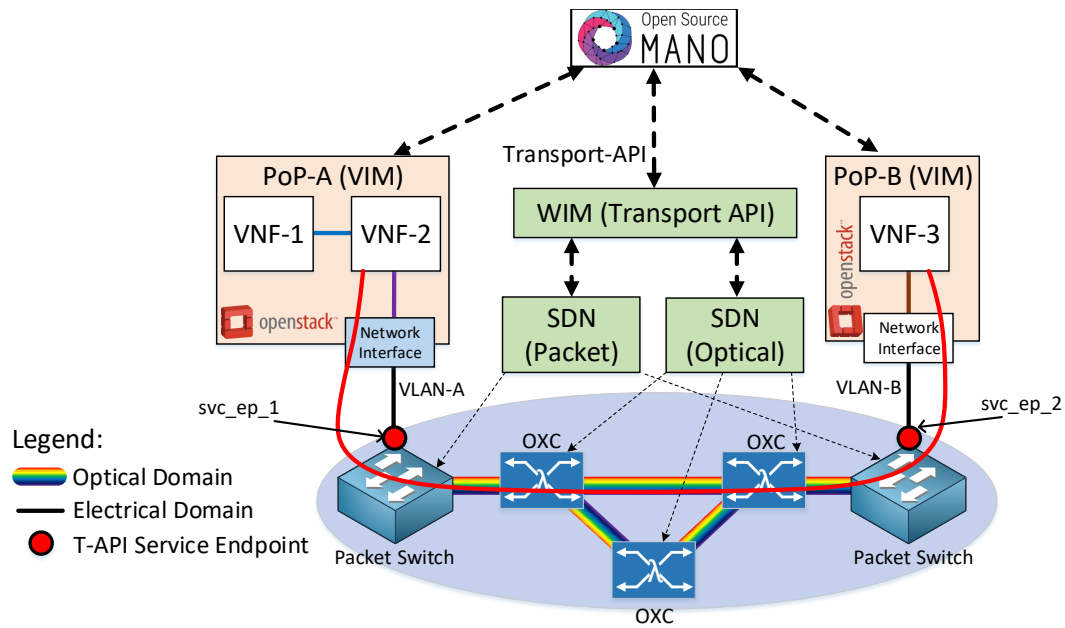 Open Source
MANO
Transport-API
PoP-A (VIM)
VNF-1
VNF-2
openstack™
Network
Interface
VLAN-A
svc_ep_1
WIM (Transport API)
SDN
(Packet)
SDN
(Optical)
PoP-B (VIM)
VNF-3
openstack™
Network
Interface
VLAN-B
svc_ep_2
Legend:
Optical Domain
Electrical Domain
T-API Service Endpoint
OXC
λ
OXC
λ
λ
OXC
Packet Switch
Packet Switch